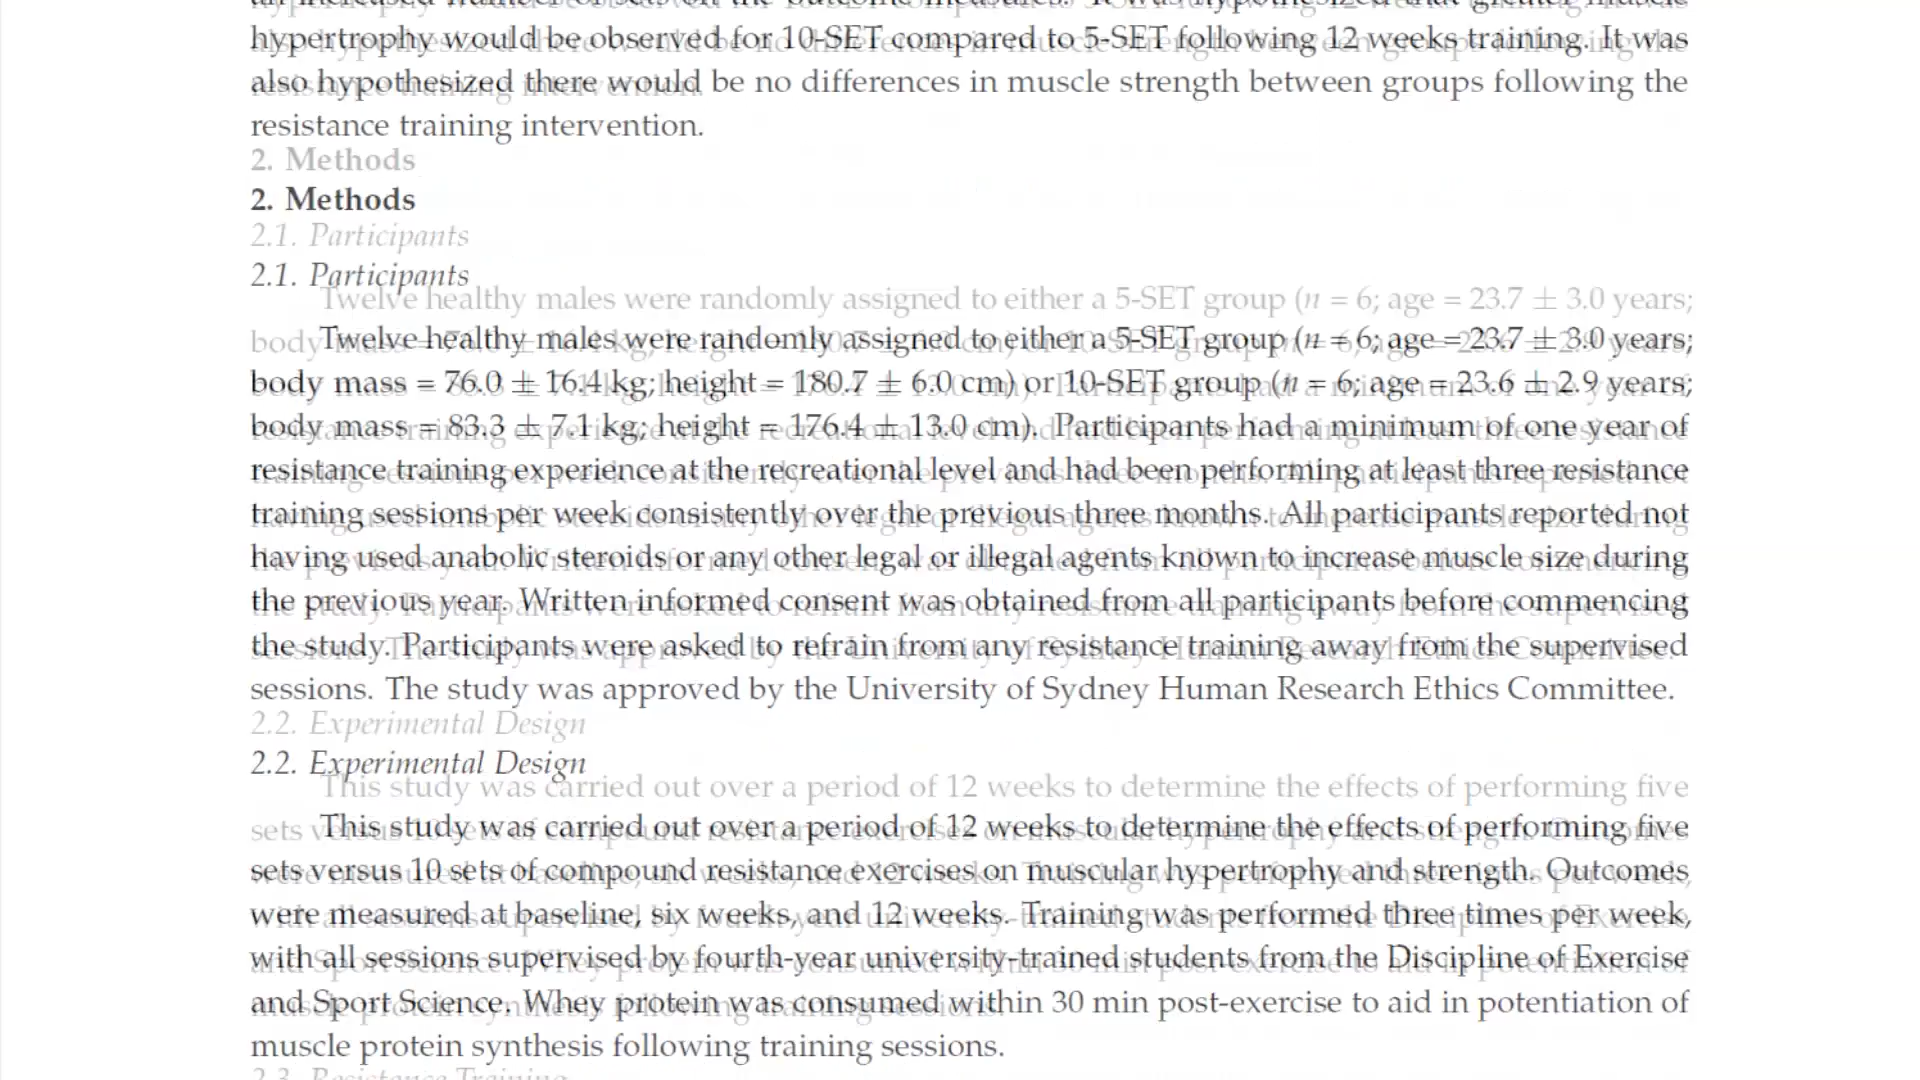 hypertrophy would be observed for 10-SET compared to 5-SET following 12 weeks training. It was
also hypothesized there would be no differences in muscle strength between groups following the
resistance training intervention.
2. Methods
2.1. Participants
Twelve healthy males were randomly assigned to either a 5-SET group (n = 6; age = 23.7 ± 3.0 years;
body mass = 76.0 ± 16.4 kg; height = 180.7 ± 6.0 cm) or 10-SET group (n = 6; age = 23.6 ± 2.9 years;
body mass = 83.3 ± 7.1 kg; height = 176.4 ± 13.0 cm). Participants had a minimum of one year of
resistance training experience at the recreational level and had been performing at least three resistance
training sessions per week consistently over the previous three months. All participants reported not
having used anabolic steroids or any other legal or illegal agents known to increase muscle size during
the previous year. Written informed consent was obtained from all participants before commencing
the study. Participants were asked to refrain from any resistance training away from the supervised
sessions. The study was approved by the University of Sydney Human Research Ethics Committee.
2.2. Experimental Design
This study was carried out over a period of 12 weeks to determine the effects of performing five
sets versus 10 sets of compound resistance exercises on muscular hypertrophy and strength. Outcomes
were measured at baseline, six weeks, and 12 weeks. Training was performed three times per week,
with all sessions supervised by fourth-year university-trained students from the Discipline of Exercise
and Sport Science. Whey protein was consumed within 30 min post-exercise to aid in potentiation of
muscle protein synthesis following training sessions.
2.3. Resistance Training